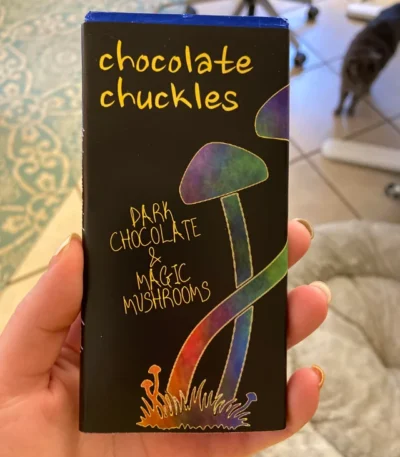 chocolate
chuckles
DARK
CHOCOLATE
&
MAGIC
MUSHROOMS